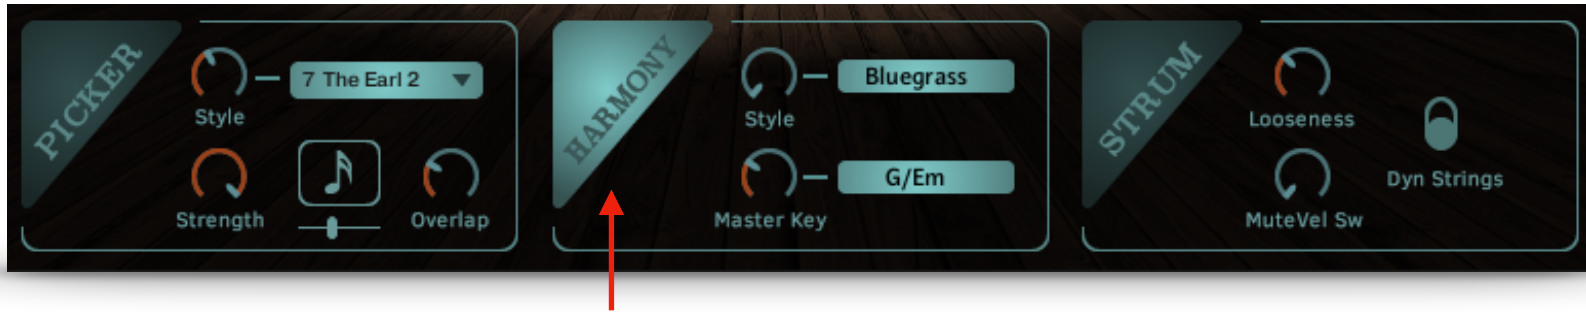 PICKER
7 The Earl 2
Style
Strength
Overlap
HARMONY
Bluegrass
Style
G/Em
Master Key
STRUM
Looseness
Dyn Strings
MuteVel Sw